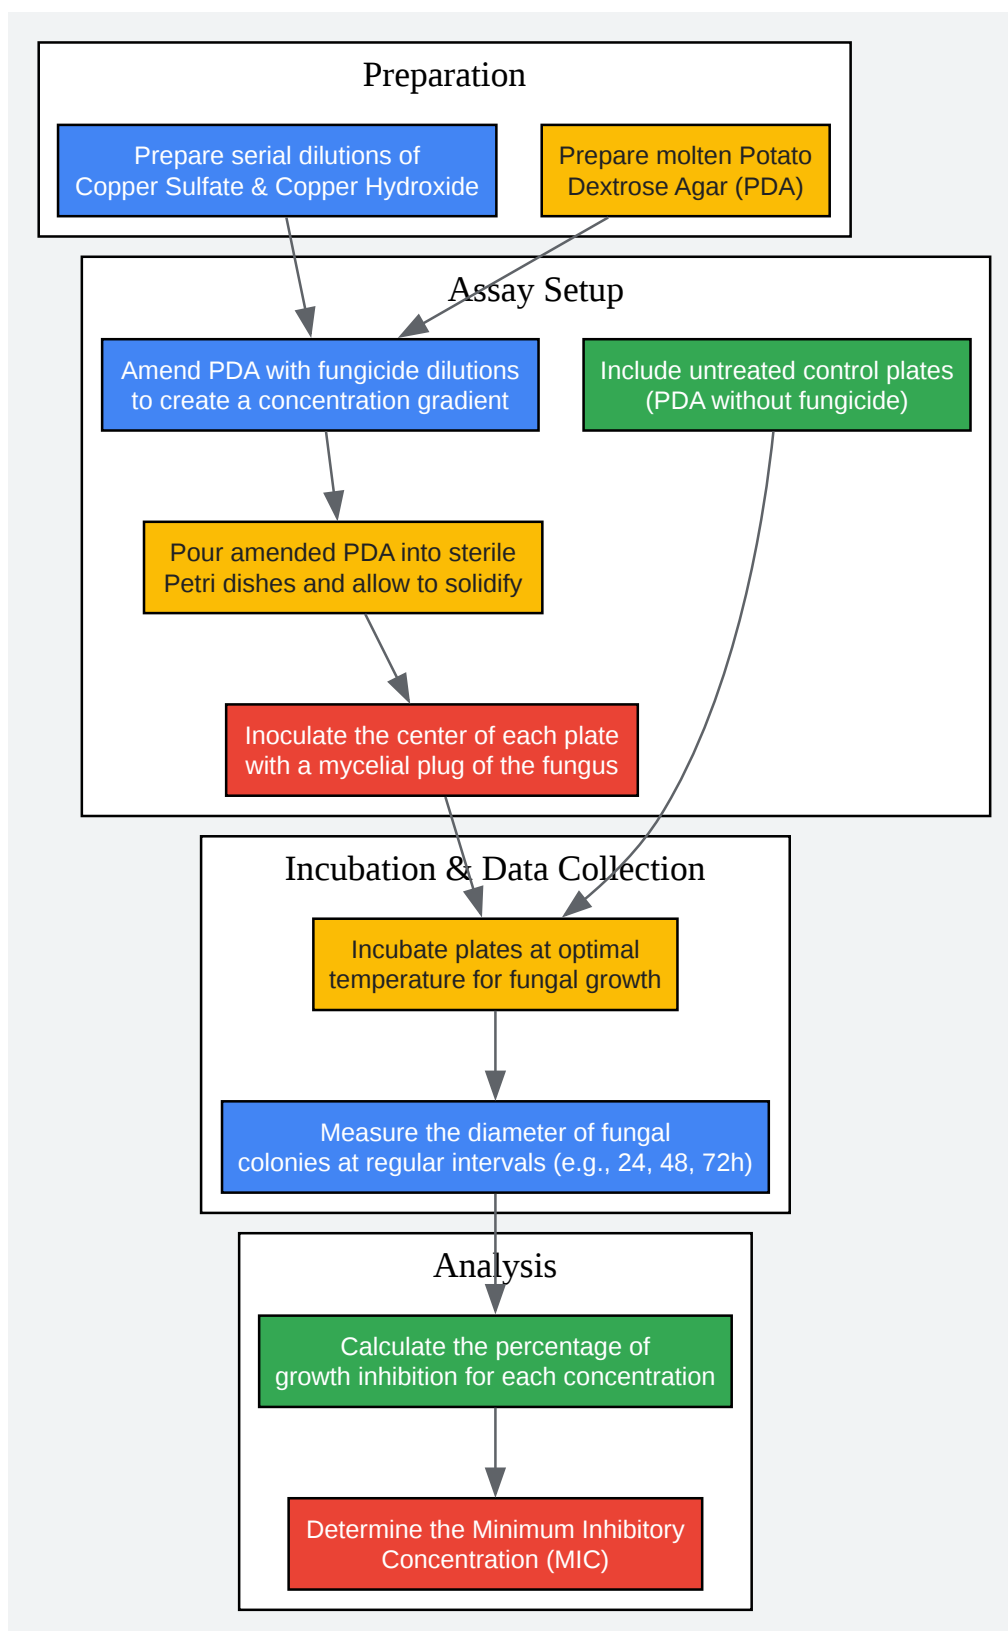 Preparation
Prepare serial dilutions of
Copper Sulfate & Copper Hydroxide
Prepare molten Potato
Dextrose Agar (PDA)
Assay Setup
Amend PDA with fungicide dilutions
to create a concentration gradient
Include untreated control plates
(PDA without fungicide)
Pour amended PDA into sterile
Petri dishes and allow to solidify
Inoculate the center of each plate
with a mycelial plug of the fungus
Incubation & Data Collection
Incubate plates at optimal
temperature for fungal growth
Measure the diameter of fungal
colonies at regular intervals (e.g., 24, 48, 72h)
Analysis
Calculate the percentage of
growth inhibition for each concentration
Determine the Minimum Inhibitory
Concentration (MIC)